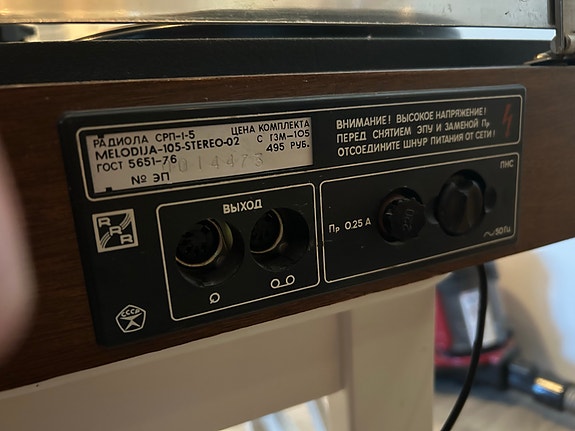 РАДИОЛА СРП-I-5 ЦЕНА КОМПЛЕКТА
MELODIJA-105-STEREO-02 С ГЗМ-105
ГОСТ 5651-76 495 РУБ.
№ ЭП 1014473
ВНИМАНИЕ! ВЫСОКОЕ НАПРЯЖЕНИЕ!
ПЕРЕД СНЯТИЕМ ЭПУ И ЗАМЕНОЙ Пр
ОТСОЕДИНИТЕ ШНУР ПИТАНИЯ ОТ СЕТИ!
RRR
ВЫХОД
Пр 0.25 А
ПНС
~50 Гц
СССР